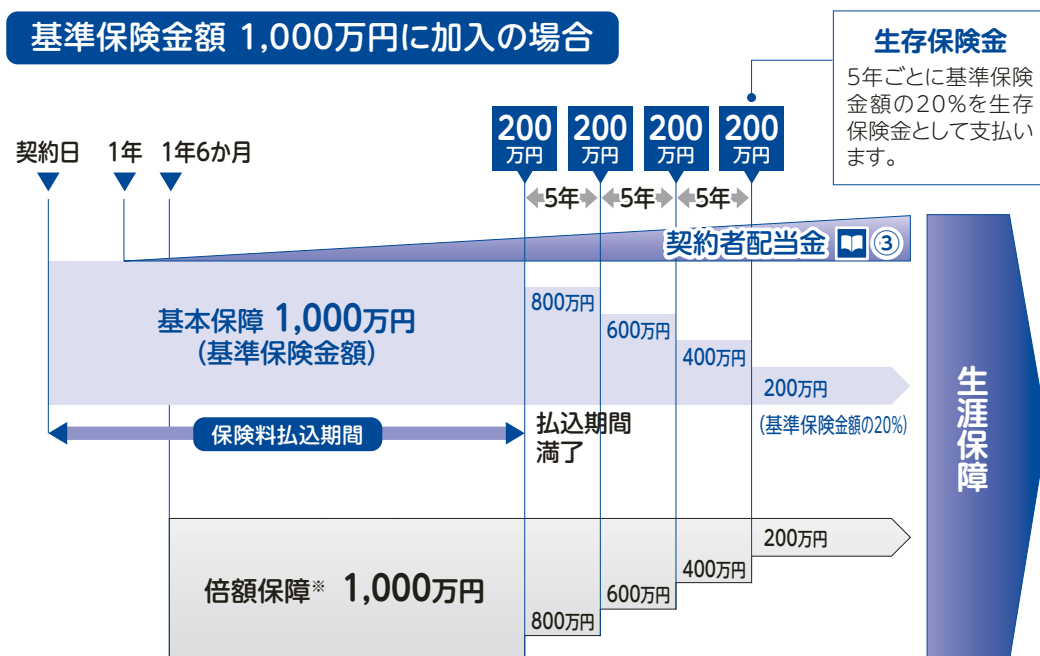 基準保険金額 1,000万円に加入の場合
生存保険金
5年ごとに基準保険
金額の20%を生存
保険金として支払い
ます。
契約日 1年 1年6か月
200 200 200 200
万円 万円 万円 万円
5年 5年 5年
契約者配当金 ③
基本保障 1,000万円
(基準保険金額)
800万円
600万円
400万円
200万円
(基準保険金額の20%)
保険料払込期間
払込期間
満了
生涯保障
倍額保障※ 1,000万円
800万円
600万円
400万円
200万円